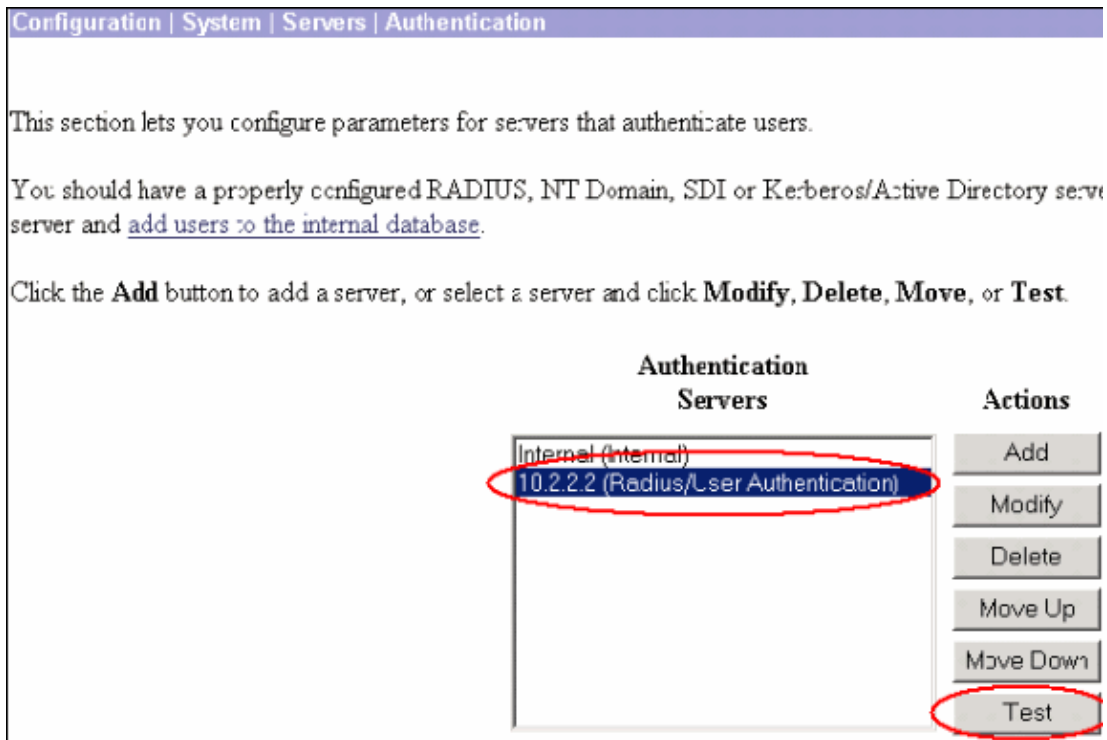 Configuration | System | Servers | Authentication
This section lets you configure parameters for servers that authenticate users.
You should have a properly configured RADIUS, NT Domain, SDI or Kerberos/Active Directory serve
server and add users to the internal database.
Click the Add button to add a server, or select a server and click Modify, Delete, Move, or Test.
Authentication
Servers
Actions
Internal (Internal)
10.2.2.2 (Radius/User Authentication)
Add
Modify
Delete
Move Up
Move Down
Test